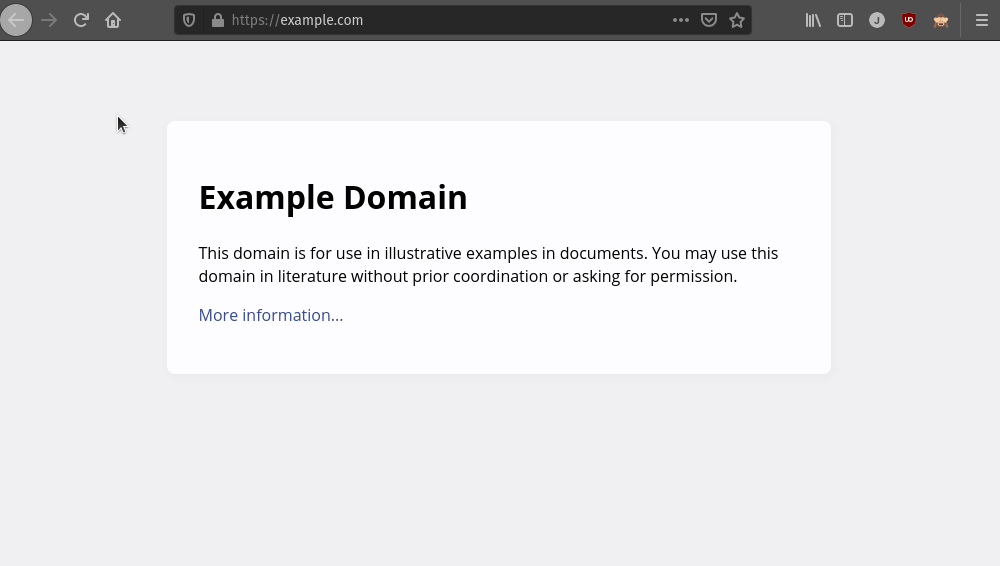 https://example.com
J
UO
Example Domain
This domain is for use in illustrative examples in documents. You may use this
domain in literature without prior coordination or asking for permission.
More information...